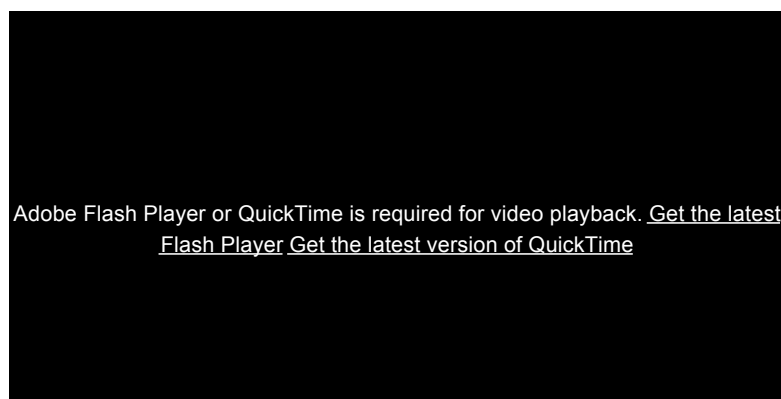 Adobe Flash Player or QuickTime is required for video playback. Get the latest
Flash Player Get the latest version of QuickTime